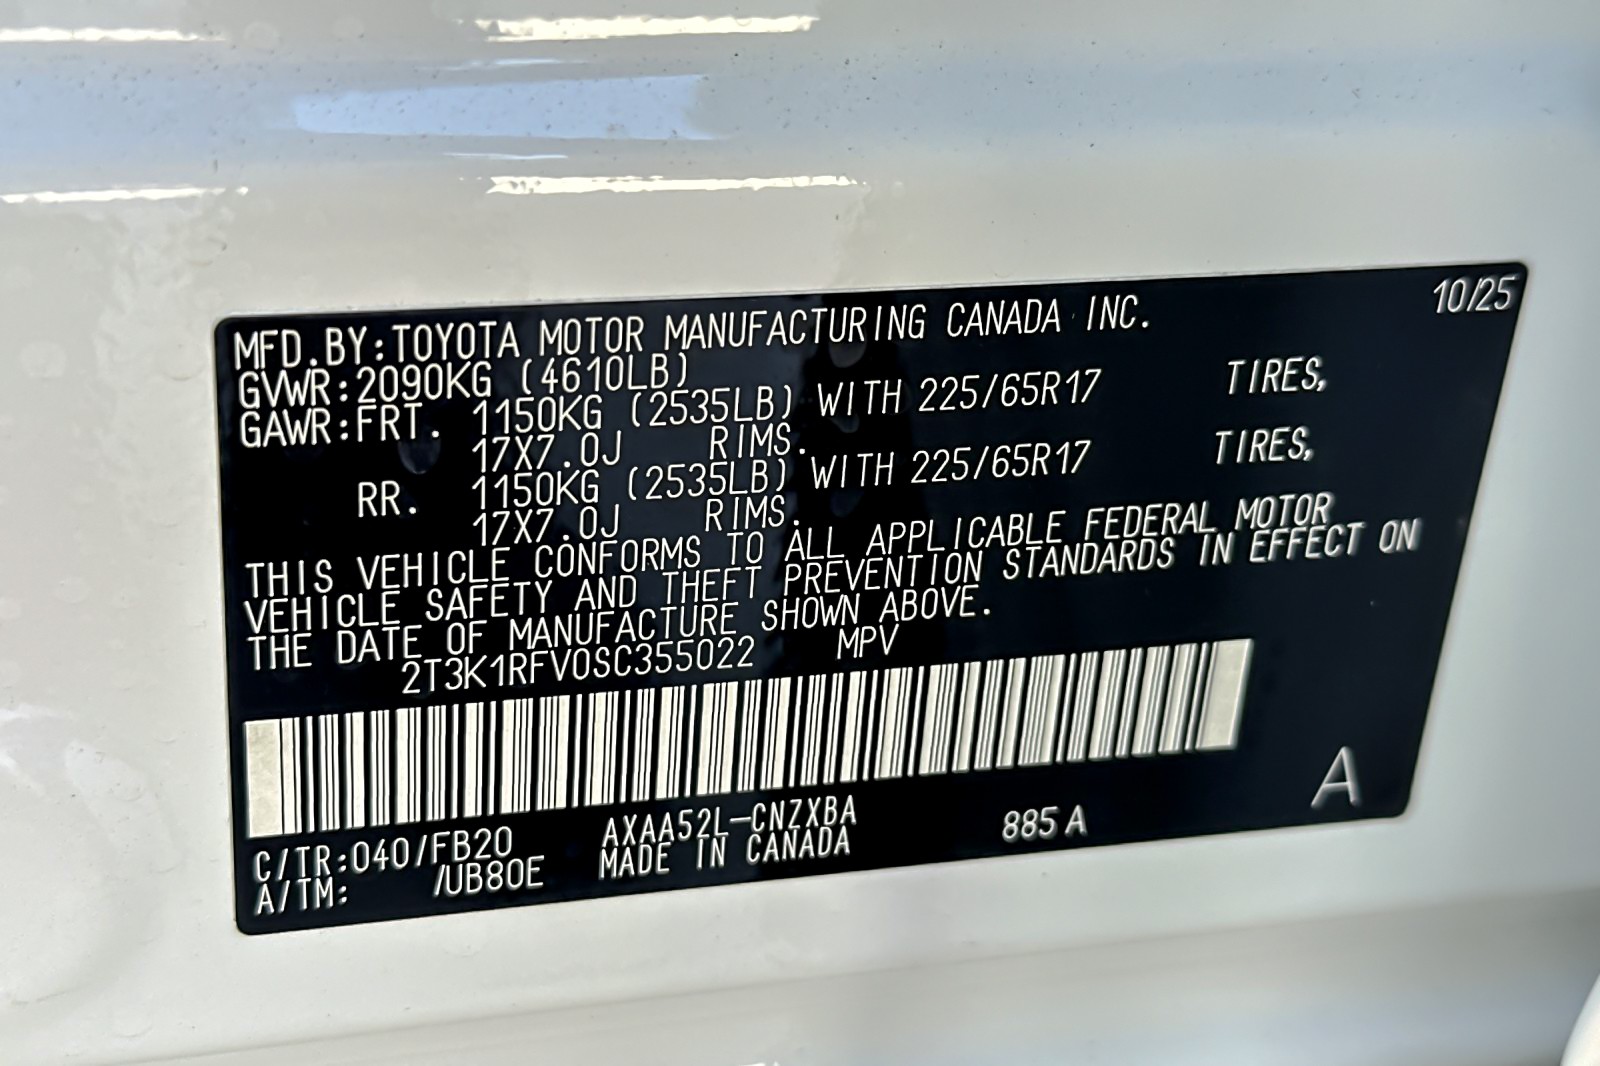 10/25
MFD.BY:TOYOTA MOTOR MANUFACTURING CANADA INC.
GVWR:2090KG (4610LB)
GAWR:FRT. 1150KG (2535LB) WITH 225/65R17 TIRES,
17X7.0J RIMS.
RR. 1150KG (2535LB) WITH 225/65R17 TIRES,
17X7.0J RIMS.
THIS VEHICLE CONFORMS TO ALL APPLICABLE FEDERAL MOTOR
VEHICLE SAFETY AND THEFT PREVENTION STANDARDS IN EFFECT ON
THE DATE OF MANUFACTURE SHOWN ABOVE.
2T3K1RFV0SC355022 MPV
C/TR:040/FB20 AXAA52L-CNZXBA 885A A
A/TM: /UB80E MADE IN CANADA